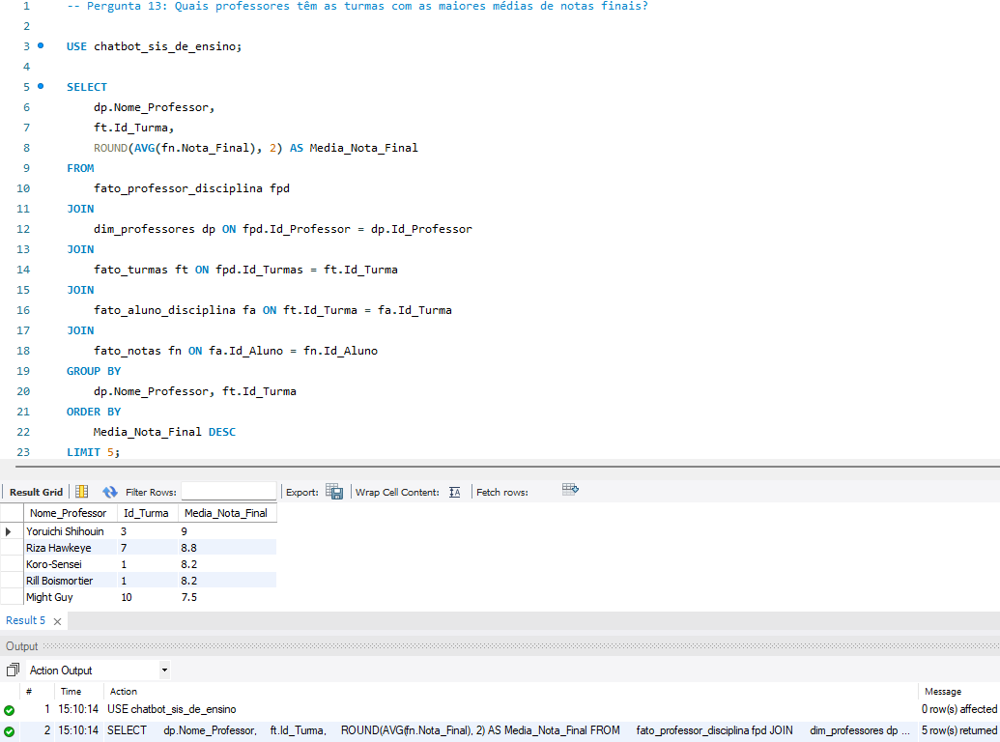 1 -- Pergunta 13: Quais professores têm as turmas com as maiores médias de notas finais?
2
3 USE chatbot_sis_de_ensino;
4
5 SELECT
6 dp.Nome_Professor,
7 ft.Id_Turma,
8 ROUND(AVG(fn.Nota_Final), 2) AS Media_Nota_Final
9 FROM
10 fato_professor_disciplina fpd
11 JOIN
12 dim_professores dp ON fpd.Id_Professor = dp.Id_Professor
13 JOIN
14 fato_turmas ft ON fpd.Id_Turmas = ft.Id_Turma
15 JOIN
16 fato_aluno_disciplina fa ON ft.Id_Turma = fa.Id_Turma
17 JOIN
18 fato_notas fn ON fa.Id_Aluno = fn.Id_Aluno
19 GROUP BY
20 dp.Nome_Professor, ft.Id_Turma
21 ORDER BY
22 Media_Nota_Final DESC
23 LIMIT 5;
Result Grid Filter Rows: Export: Wrap Cell Content: Fetch rows:
Nome_Professor Id_Turma Media_Nota_Final
Yoruichi Shihouin 3 9
Riza Hawkeye 7 8.8
Koro-Sensei 1 8.2
Rill Boismortier 1 8.2
Might Guy 10 7.5
Result 5
Output
Action Output
# Time Action Message
1 15:10:14 USE chatbot_sis_de_ensino 0 row(s) affected
2 15:10:14 SELECT dp.Nome_Professor, ft.Id_Turma, ROUND(AVG(fn.Nota_Final), 2) AS Media_Nota_Final FROM fato_professor_disciplina fpd JOIN dim_professores dp ... 5 row(s) returned